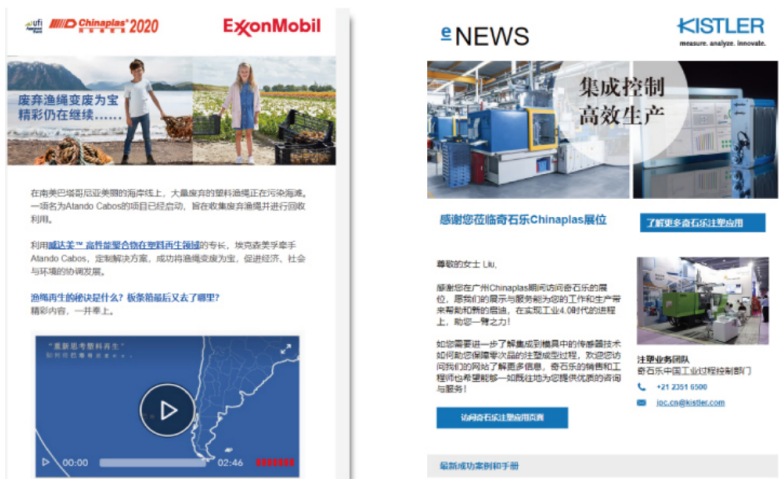 ufi
Chinaplas 2020
ExxonMobil
废弃渔绳变废为宝
精彩仍在继续......
在南美巴塔哥尼亚美丽的海岸线上，大量废弃的塑料渔绳正在污染海滩。
一项名为Atando Cabos的项目已经启动，旨在收集废弃渔绳并进行回收
利用。
利用威达美™ 高性能聚合物在塑料再生领域的专长，埃克森美孚牵手
Atando Cabos，定制解决方案，成功将渔绳变废为宝，促进经济、社会
与环境的协调发展。
渔绳再生的秘诀是什么？板条箱最后又去了哪里？
精彩内容，一并奉上。
“重新思考塑料再生”
00:00
02:46
e NEWS
KISTLER
measure. analyze. innovate.
集成控制
高效生产
感谢您莅临奇石乐Chinaplas展位
尊敬的女士 Liu,
感谢您在广州Chinaplas期间访问奇石乐的展
位，愿我们的展示与服务能为您的工作和生产带
来帮助和新的启迪，在实现工业4.0时代的进程
上，助您一臂之力！
如您需要进一步了解集成到模具中的传感器技术
如何助您保障零次品的注塑成型过程，欢迎您访
问我们的网站了解更多信息，奇石乐的销售和工
程师也希望能够一如既往地为您提供优质的咨询
与服务！
访问奇石乐注塑应用页面
了解更多奇石乐注塑应用
注塑业务团队
奇石乐中国工业过程控制部门
+21 2351 6500
ipc.cn@kistler.com
最新成功案例和手册